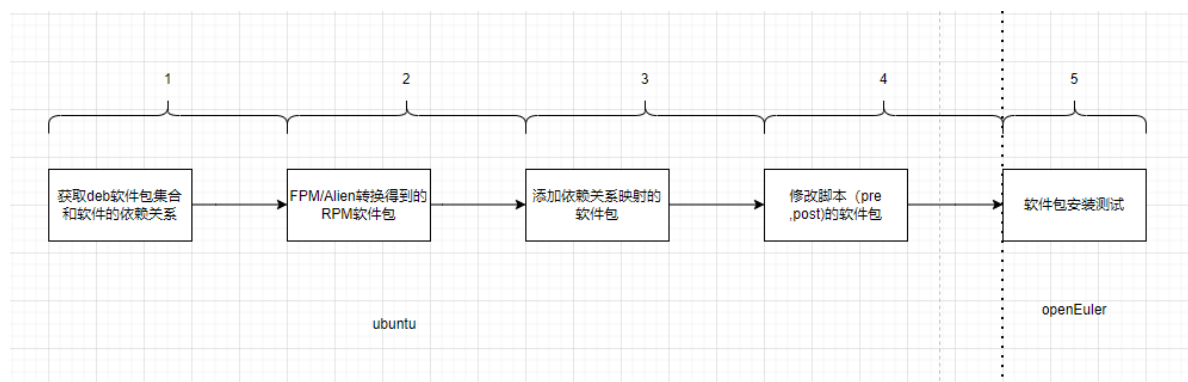 1
2
3
4
5
获取deb软件包集合
和软件的依赖关系
FPM/Alien转换得到的
RPM软件包
添加依赖关系映射的
软件包
修改脚本（pre
,post)的软件包
软件包安装测试
ubuntu
openEuler